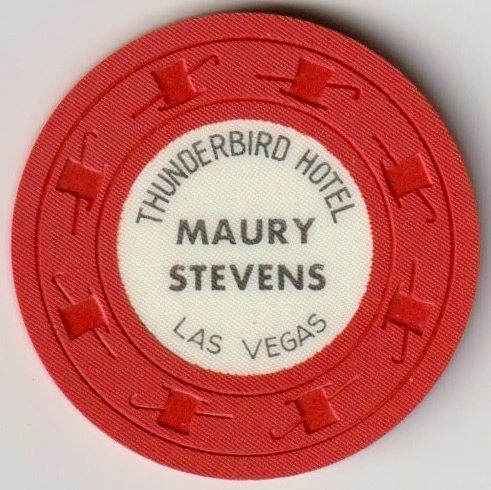 THUNDERBIRD HOTEL
MAURY
STEVENS
LAS VEGAS